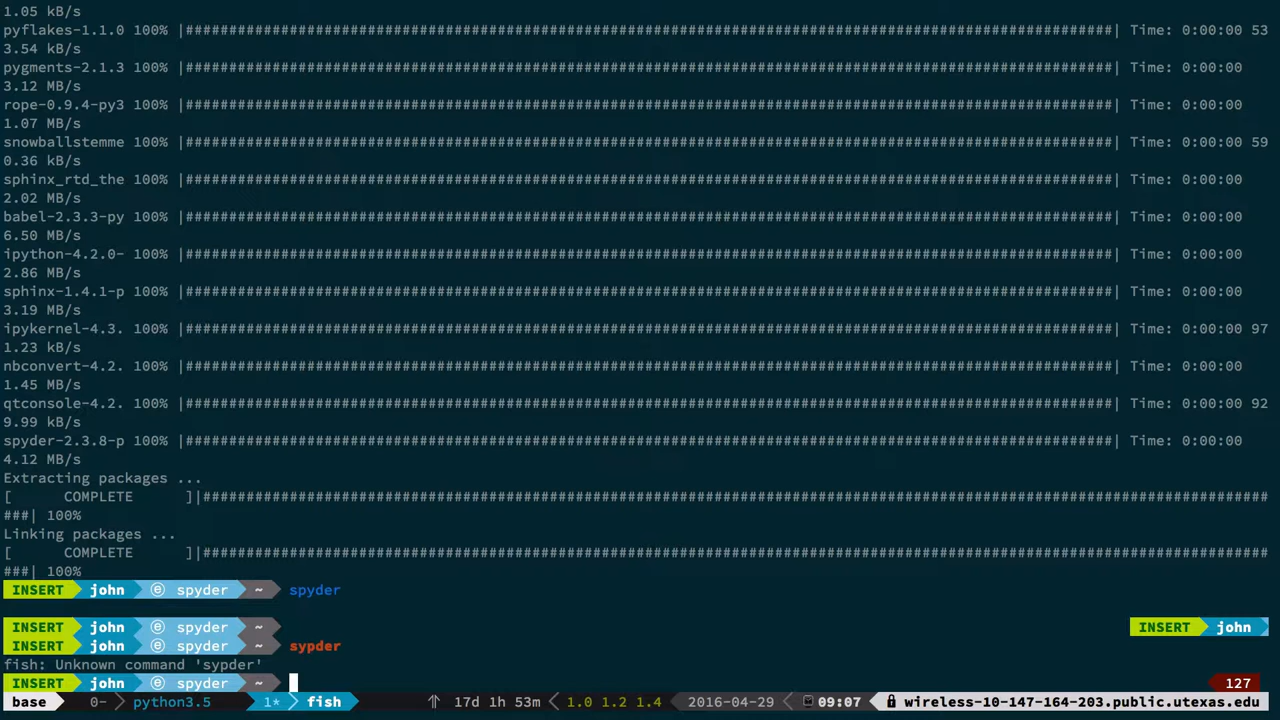 1.05 kB/s
pyflakes-1.1.0 100% |############################################################################################################| Time: 0:00:00 53
3.54 kB/s
pygments-2.1.3 100% |############################################################################################################| Time: 0:00:00
3.12 MB/s
rope-0.9.4-py3 100% |############################################################################################################| Time: 0:00:00
1.07 MB/s
snowballstemme 100% |############################################################################################################| Time: 0:00:00 59
0.36 kB/s
sphinx_rtd_the 100% |############################################################################################################| Time: 0:00:00
2.02 MB/s
babel-2.3.3-py 100% |############################################################################################################| Time: 0:00:00
6.50 MB/s
ipython-4.2.0- 100% |############################################################################################################| Time: 0:00:00
2.86 MB/s
sphinx-1.4.1-p 100% |############################################################################################################| Time: 0:00:00
3.19 MB/s
ipykernel-4.3. 100% |############################################################################################################| Time: 0:00:00 97
1.23 kB/s
nbconvert-4.2. 100% |############################################################################################################| Time: 0:00:00
1.45 MB/s
qtconsole-4.2. 100% |############################################################################################################| Time: 0:00:00 92
9.99 kB/s
spyder-2.3.8-p 100% |############################################################################################################| Time: 0:00:00
4.12 MB/s
Extracting packages ...
[      COMPLETE      ]|############################################################################################################################
###| 100%
Linking packages ...
[      COMPLETE      ]|############################################################################################################################
###| 100%
INSERT john ⓔ spyder ~ spyder
INSERT john ⓔ spyder ~ INSERT john
INSERT john ⓔ spyder ~ sypder
fish: Unknown command 'sypder'
INSERT john ⓔ spyder ~ 127
base 0- python3.5 1* fish ⇑ 17d 1h 53m 1.0 1.2 1.4 2016-04-29 09:07 wireless-10-147-164-203.public.utexas.edu